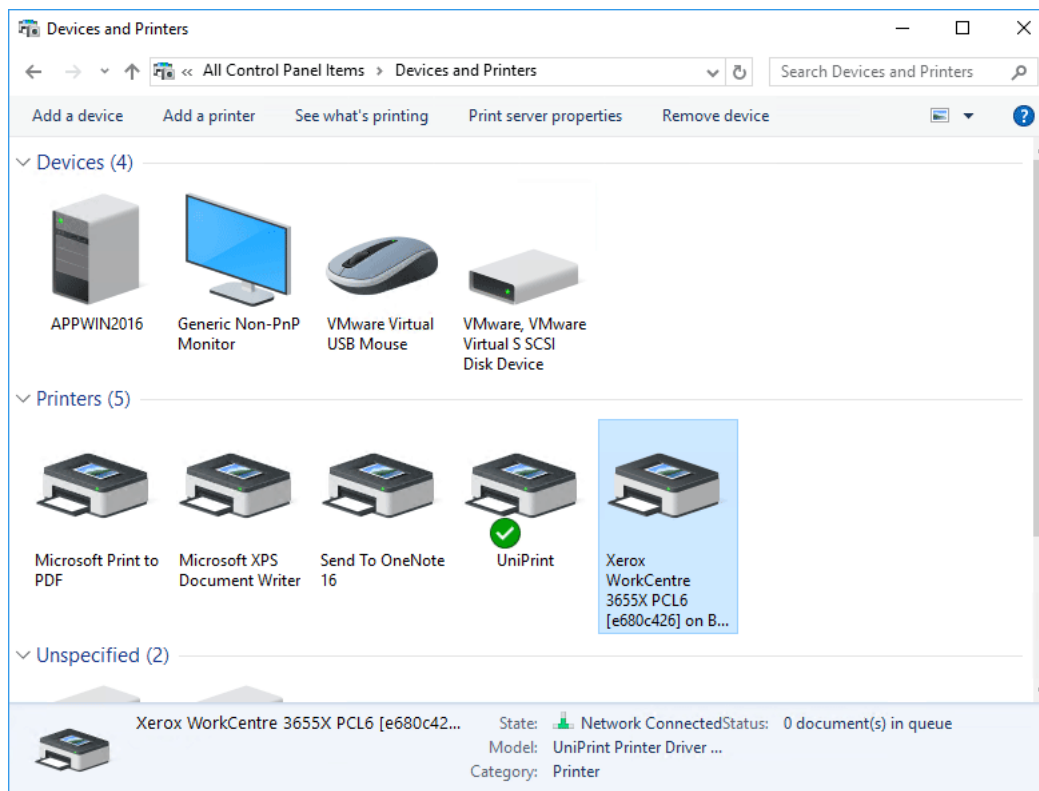 Devices and Printers
« All Control Panel Items > Devices and Printers
Search Devices and Printers
Add a device
Add a printer
See what's printing
Print server properties
Remove device
?
Devices (4)
APPWIN2016
Generic Non-PnP
Monitor
VMware Virtual
USB Mouse
VMware, VMware
Virtual S SCSI
Disk Device
Printers (5)
Microsoft Print to
PDF
Microsoft XPS
Document Writer
Send To OneNote
16
UniPrint
Xerox
WorkCentre
3655X PCL6
[e680c426] on B...
Unspecified (2)
Xerox WorkCentre 3655X PCL6 [e680c42...
State: Network Connected
Status: 0 document(s) in queue
Model: UniPrint Printer Driver ...
Category: Printer